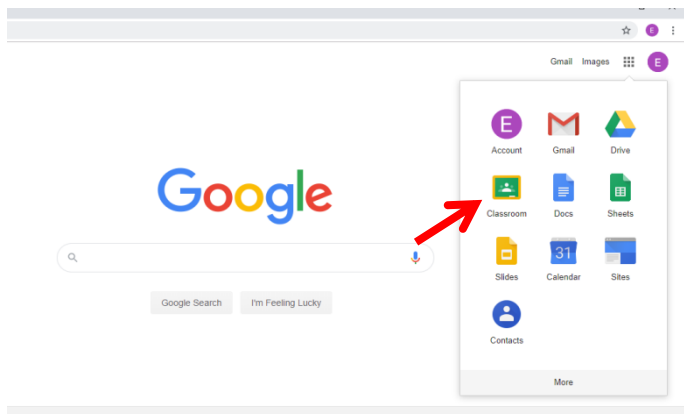 E
Gmail Images E
E
Account Gmail Drive
Classroom Docs Sheets
Google
31
Slides Calendar Sites
Google Search I'm Feeling Lucky
Contacts
More